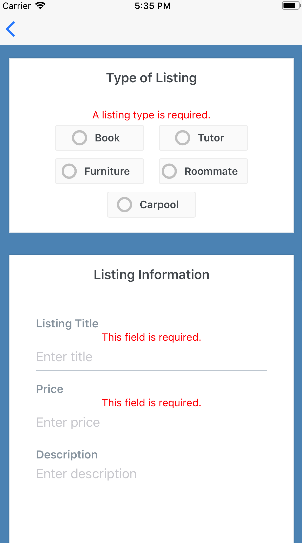 Carrier 5:35 PM
Type of Listing
A listing type is required.
Book Tutor
Furniture Roommate
Carpool
Listing Information
Listing Title
This field is required.
Enter title
Price
This field is required.
Enter price
Description
Enter description